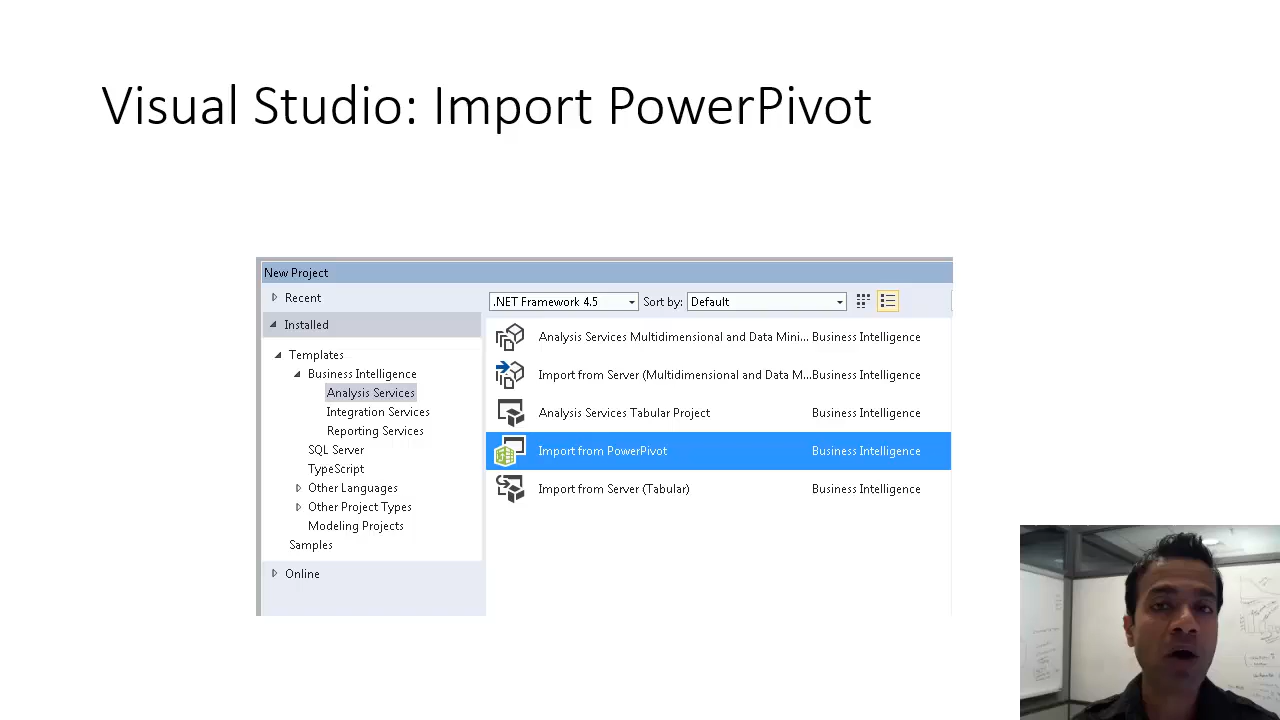 Visual Studio: Import PowerPivot
New Project
Recent
.NET Framework 4.5 Sort by: Default
Installed
Templates
Business Intelligence
Analysis Services
Integration Services
Reporting Services
SQL Server
TypeScript
Other Languages
Other Project Types
Modeling Projects
Samples
Online
Analysis Services Multidimensional and Data Mini... Business Intelligence
Import from Server (Multidimensional and Data M... Business Intelligence
Analysis Services Tabular Project Business Intelligence
Import from PowerPivot Business Intelligence
Import from Server (Tabular) Business Intelligence